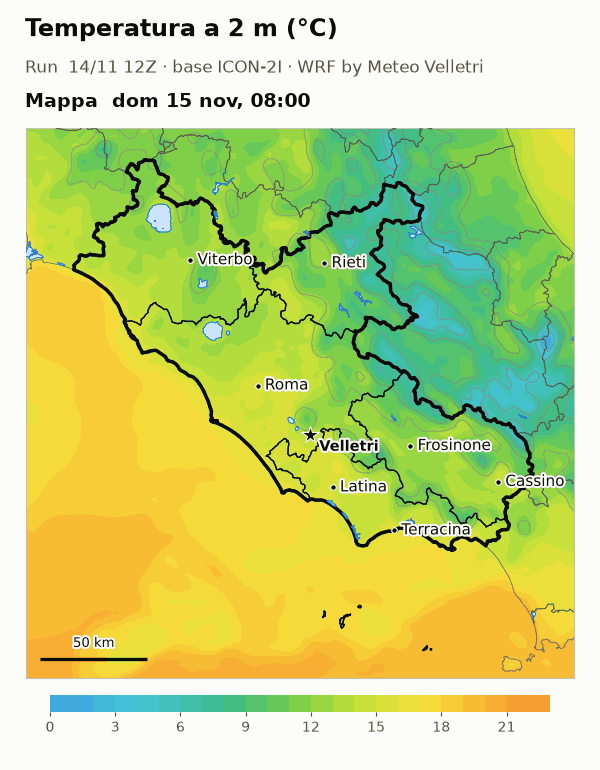 Temperatura a 2 m (°C)
Run 14/11 12Z · base ICON-2I · WRF by Meteo Velletri
Mappa dom 15 nov, 08:00
Viterbo
Rieti
Roma
Velletri
Frosinone
Latina
Cassino
Terracina
50 km
0 3 6 9 12 15 18 21